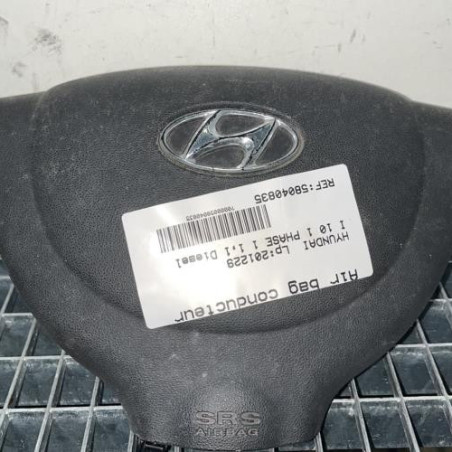 Air bag conducteur
HYUNDAI Lp:201229
I 10 1 PHASE 1 1,1 Diesel
REF:58040835
SRS
AIRBAG